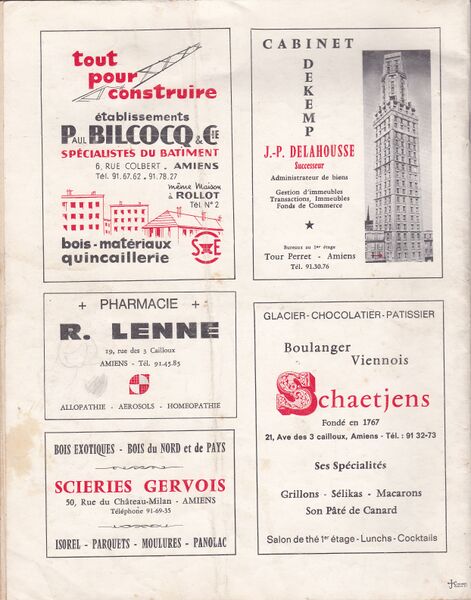 tout
pour
construire
établissements
PAUL BILCOCQ & Cie
SPÉCIALISTES DU BATIMENT
6, RUE COLBERT . AMIENS
Tél. 91.67.62 . 91.78.27
même Maison
à ROLLOT
Tél. N° 2
bois - matériaux
quincaillerie
CABINET
DEKEMP
J.-P. DELAHOUSSE
Successeur
Administrateur de biens
Gestion d'immeubles
Transactions, Immeubles
Fonds de Commerce
Bureaux au 1er étage
Tour Perret - Amiens
Tél. 91.30.76
+ PHARMACIE +
R. LENNE
19, rue des 3 Cailloux
AMIENS - Tél. 91.45.85
ALLOPATHIE - AEROSOLS - HOMEOPATHIE
BOIS EXOTIQUES - BOIS du NORD et de PAYS
SCIERIES GERVOIS
50, Rue du Château-Milan - AMIENS
Téléphone 91-69-35
ISOREL - PARQUETS - MOULURES - PANOLAC
GLACIER - CHOCOLATIER - PATISSIER
Boulanger
Viennois
Schaetjens
Fondé en 1767
21, Ave des 3 cailloux, Amiens - Tél. : 91 32-73
Ses Spécialités
Grillons - Sélikas - Macarons
Son Pâté de Canard
Salon de thé 1er étage - Lunchs - Cocktails